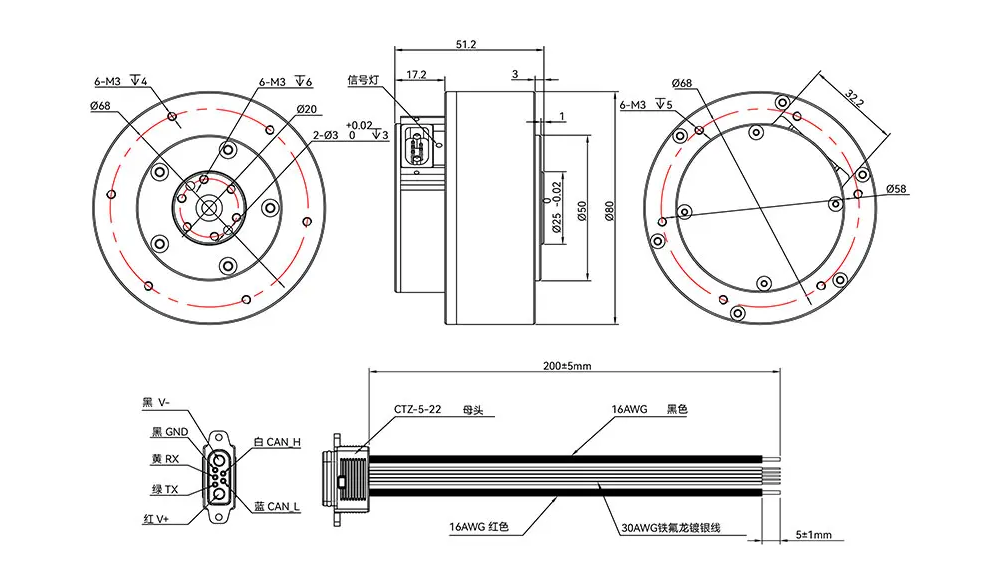 51.2
17.2
3
6-M3 ↧4
6-M3 ↧6
信号灯
Ø68
Ø20
2-Ø3 +0.02 0 ↧3
1
Ø25 0 -0.02
Ø50
Ø80
Ø68
6-M3 ↧5
32.2
Ø58
200±5mm
黑 V-
黑 GND
黄 RX
绿 TX
红 V+
白 CAN_H
蓝 CAN_L
CTZ-5-22 母头
16AWG 黑色
16AWG 红色
30AWG铁氟龙镀银线
5±1mm